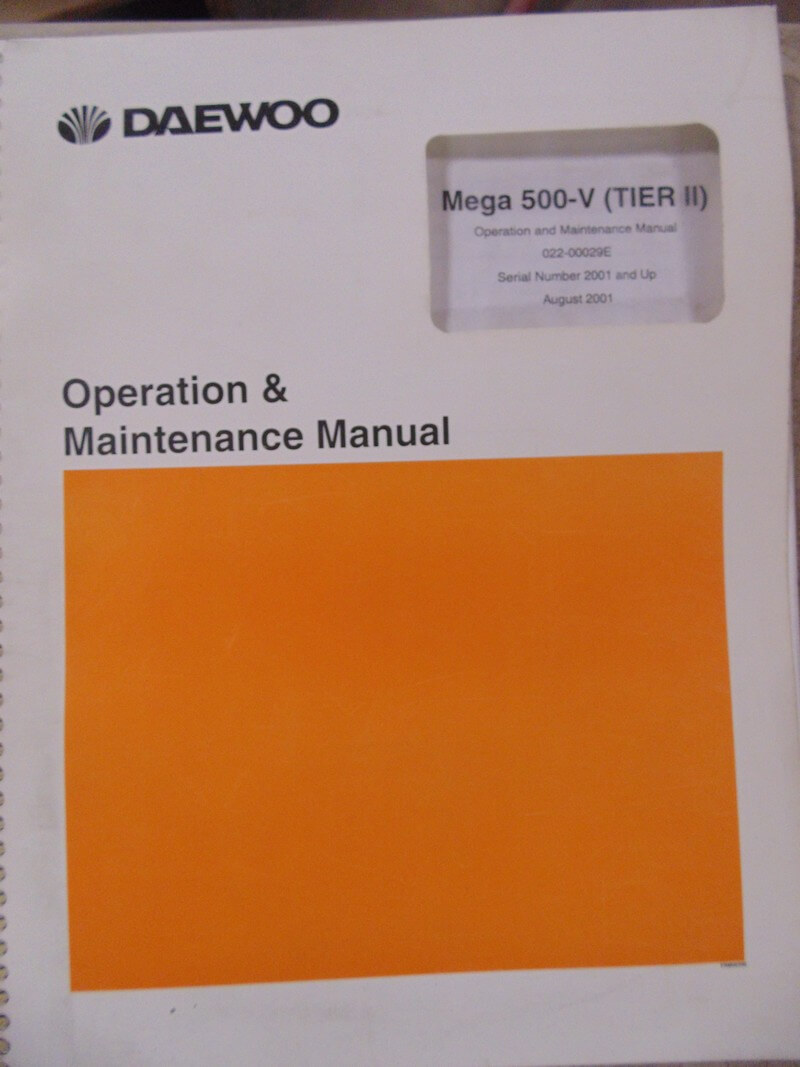 DAEWOO
Mega 500-V (TIER II)
Operation and Maintenance Manual
022-00029E
Serial Number 2001 and Up
August 2001
Operation &
Maintenance Manual